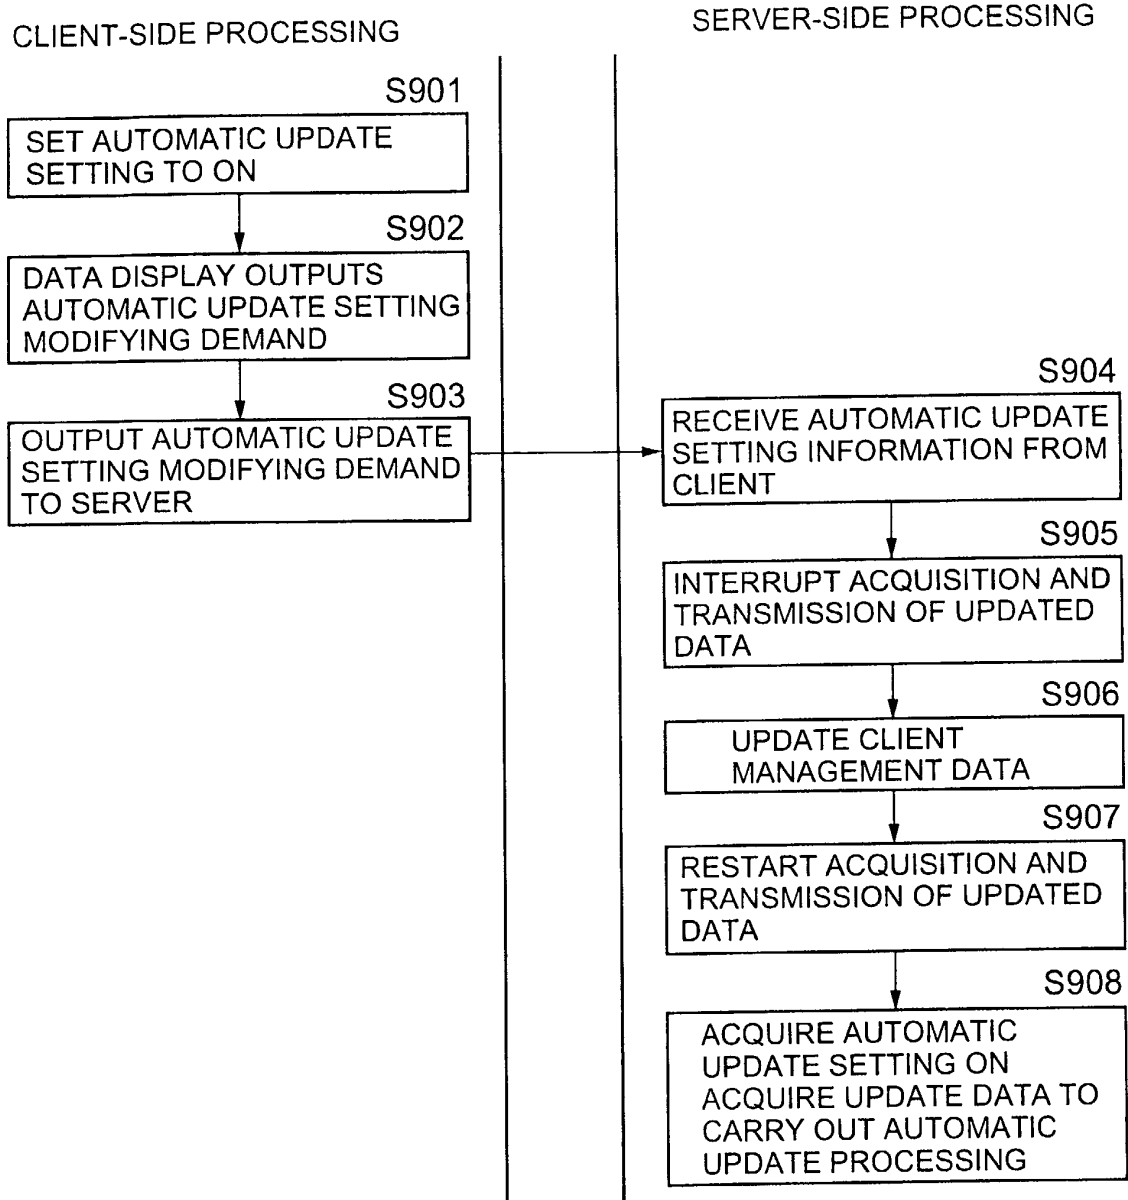 CLIENT-SIDE PROCESSING
SERVER-SIDE PROCESSING
S901
SET AUTOMATIC UPDATE
SETTING TO ON
S902
DATA DISPLAY OUTPUTS
AUTOMATIC UPDATE SETTING
MODIFYING DEMAND
S903
OUTPUT AUTOMATIC UPDATE
SETTING MODIFYING DEMAND
TO SERVER
S904
RECEIVE AUTOMATIC UPDATE
SETTING INFORMATION FROM
CLIENT
S905
INTERRUPT ACQUISITION AND
TRANSMISSION OF UPDATED
DATA
S906
UPDATE CLIENT
MANAGEMENT DATA
S907
RESTART ACQUISITION AND
TRANSMISSION OF UPDATED
DATA
S908
ACQUIRE AUTOMATIC
UPDATE SETTING ON
ACQUIRE UPDATE DATA TO
CARRY OUT AUTOMATIC
UPDATE PROCESSING